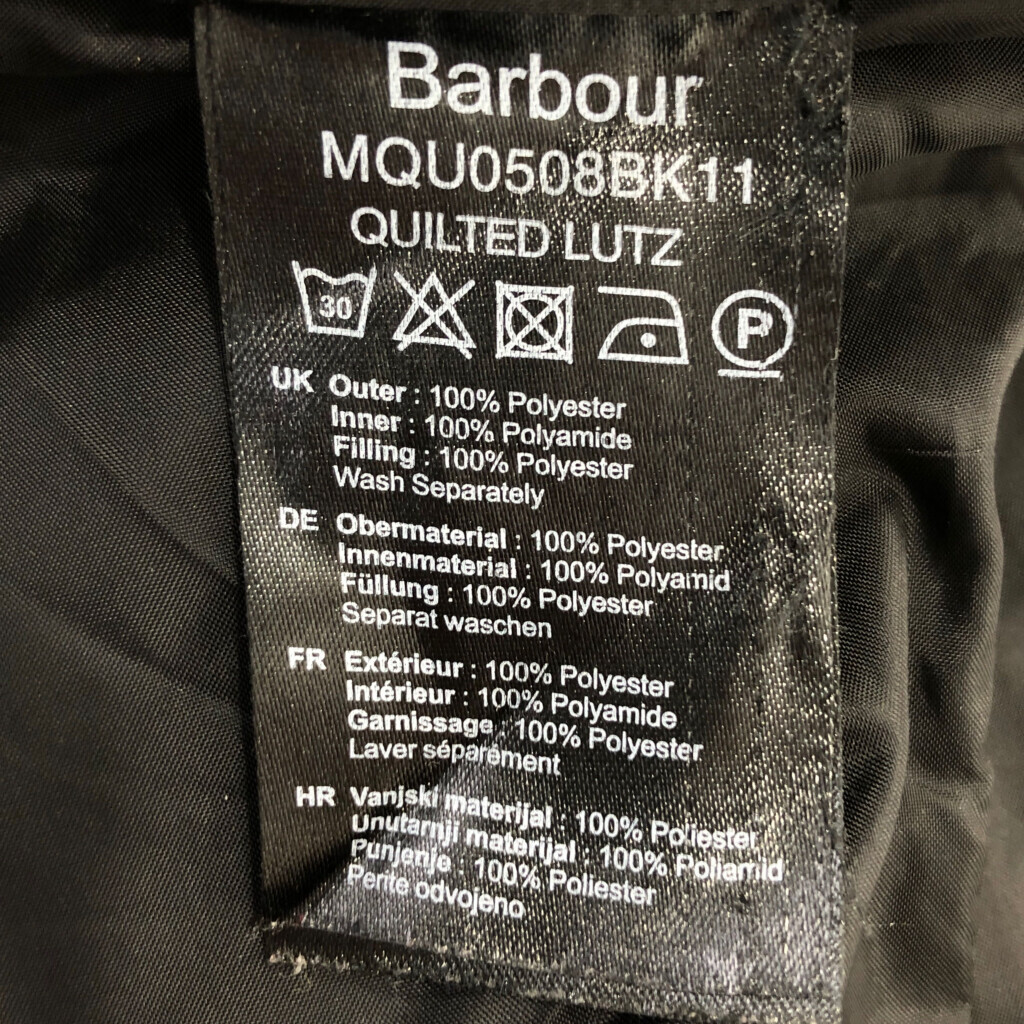 Barbour
MQU0508BK11
QUILTED LUTZ
30 P
UK Outer : 100% Polyester
Inner : 100% Polyamide
Filling : 100% Polyester
Wash Separately
DE Obermaterial : 100% Polyester
Innenmaterial : 100% Polyamid
Füllung : 100% Polyester
Separat waschen
FR Extérieur : 100% Polyester
Intérieur : 100% Polyamide
Garnissage : 100% Polyester
Laver séparément
HR Vanjski materijal : 100% Poliester
Unutarnji materijal : 100% Poliamid
Punjenje : 100% Poliester
Perite odvojeno